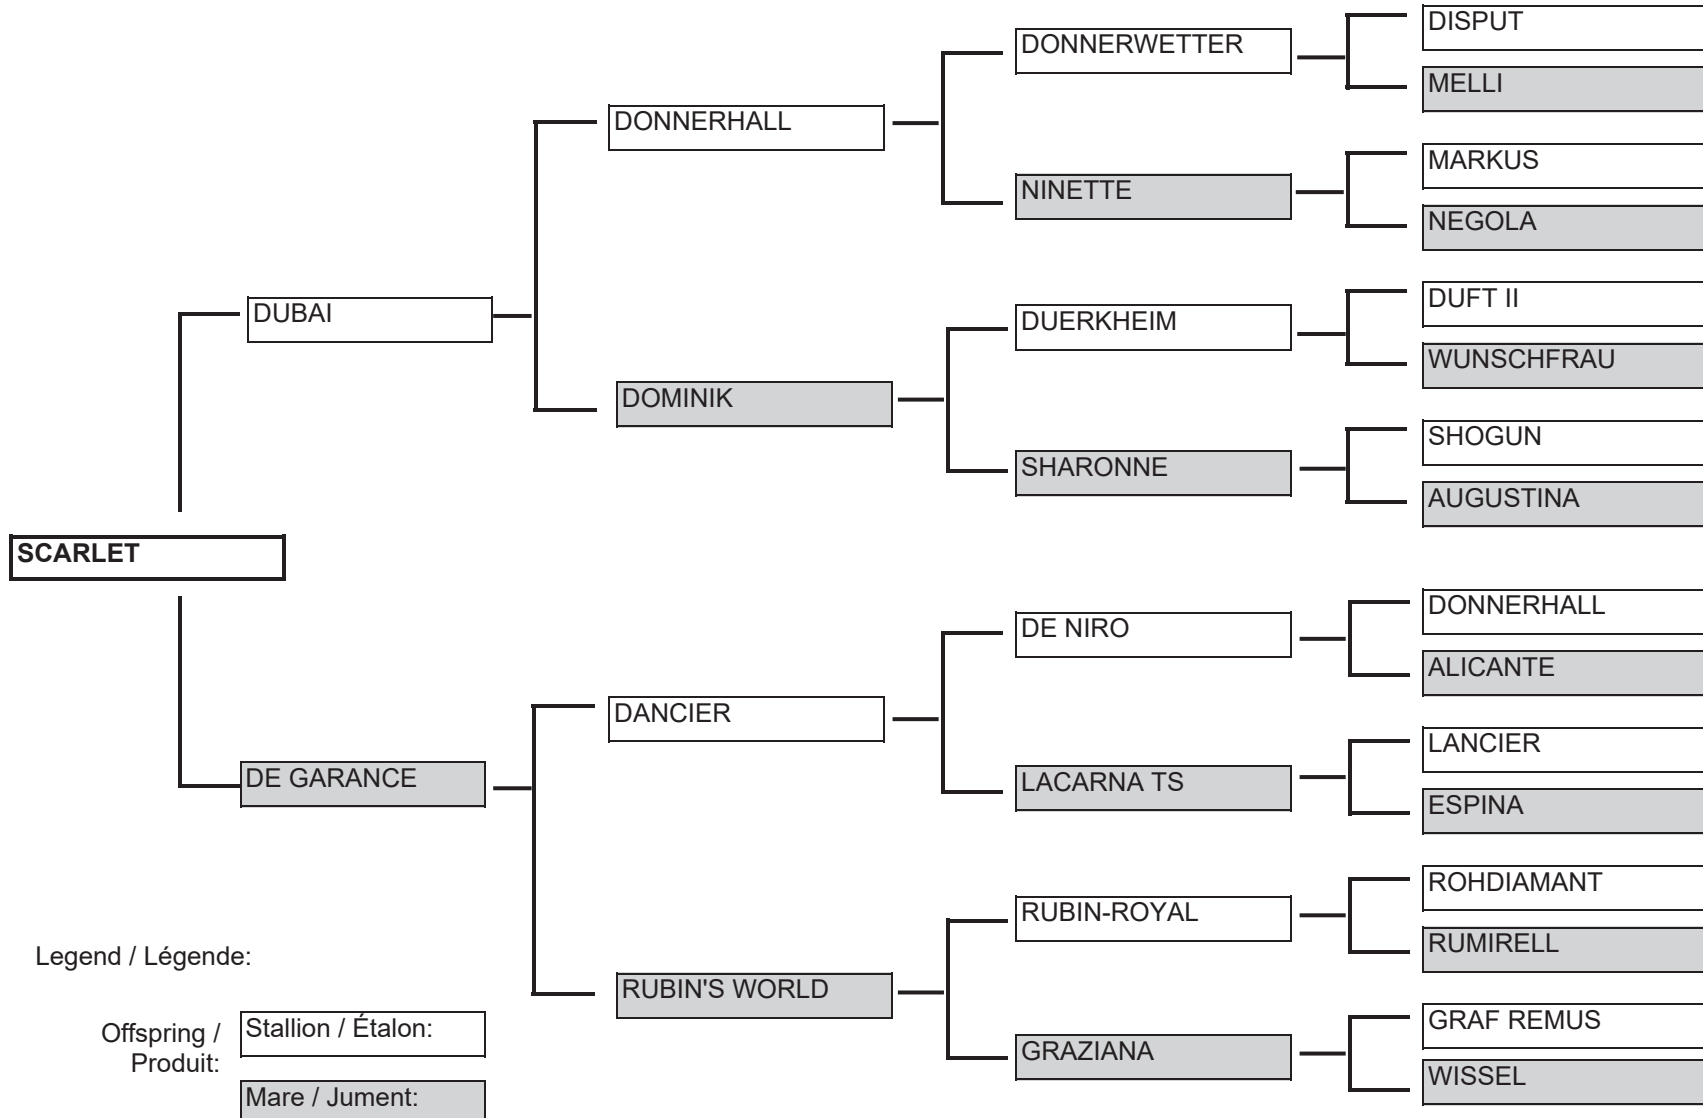 DISPUT
DONNERWETTER
MELLI
DONNERHALL
MARKUS
NINETTE
NEGOLA
DUBAI
DUFT II
DUERKHEIM
WUNSCHFRAU
DOMINIK
SHOGUN
SHARONNE
AUGUSTINA
SCARLET
DONNERHALL
DE NIRO
ALICANTE
DANCIER
LANCIER
DE GARANCE
LACARNA TS
ESPINA
ROHDIAMANT
RUBIN-ROYAL
RUMIRELL
Legend / Légende:
RUBIN'S WORLD
GRAF REMUS
Offspring /
Produit:
Stallion / Étalon:
GRAZIANA
WISSEL
Mare / Jument: